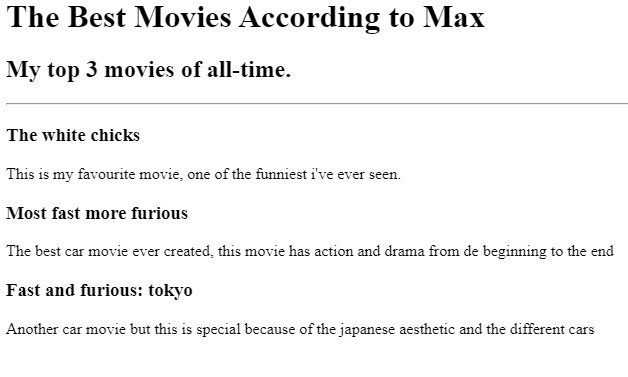 The Best Movies According to Max
My top 3 movies of all-time.
The white chicks
This is my favourite movie, one of the funniest i've ever seen.
Most fast more furious
The best car movie ever created, this movie has action and drama from de beginning to the end
Fast and furious: tokyo
Another car movie but this is special because of the japanese aesthetic and the different cars